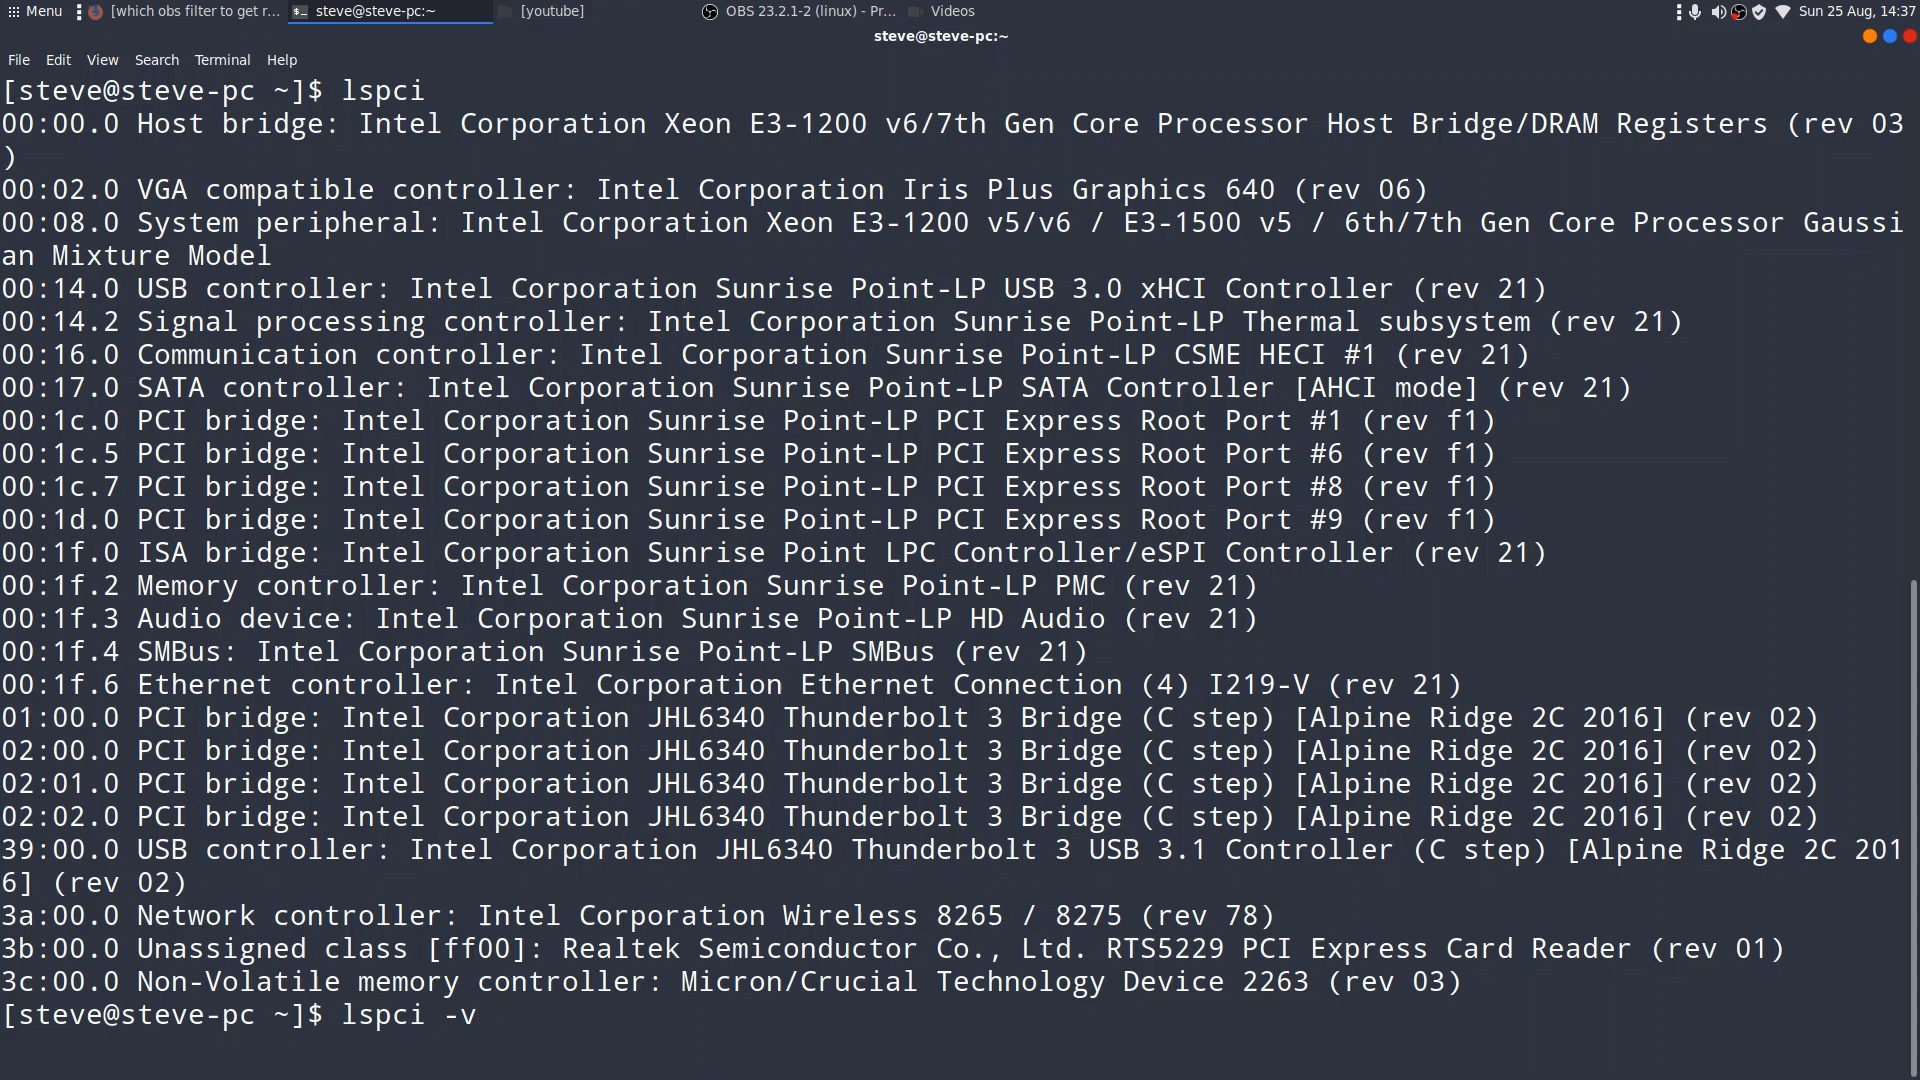 Menu [which obs filter to get r... steve@steve-pc:~ [youtube] OBS 23.2.1-2 (linux) - Pr... Videos Sun 25 Aug, 14:37
steve@steve-pc:~
File Edit View Search Terminal Help
[steve@steve-pc ~]$ lspci
00:00.0 Host bridge: Intel Corporation Xeon E3-1200 v6/7th Gen Core Processor Host Bridge/DRAM Registers (rev 03
)
00:02.0 VGA compatible controller: Intel Corporation Iris Plus Graphics 640 (rev 06)
00:08.0 System peripheral: Intel Corporation Xeon E3-1200 v5/v6 / E3-1500 v5 / 6th/7th Gen Core Processor Gaussi
an Mixture Model
00:14.0 USB controller: Intel Corporation Sunrise Point-LP USB 3.0 xHCI Controller (rev 21)
00:14.2 Signal processing controller: Intel Corporation Sunrise Point-LP Thermal subsystem (rev 21)
00:16.0 Communication controller: Intel Corporation Sunrise Point-LP CSME HECI #1 (rev 21)
00:17.0 SATA controller: Intel Corporation Sunrise Point-LP SATA Controller [AHCI mode] (rev 21)
00:1c.0 PCI bridge: Intel Corporation Sunrise Point-LP PCI Express Root Port #1 (rev f1)
00:1c.5 PCI bridge: Intel Corporation Sunrise Point-LP PCI Express Root Port #6 (rev f1)
00:1c.7 PCI bridge: Intel Corporation Sunrise Point-LP PCI Express Root Port #8 (rev f1)
00:1d.0 PCI bridge: Intel Corporation Sunrise Point-LP PCI Express Root Port #9 (rev f1)
00:1f.0 ISA bridge: Intel Corporation Sunrise Point LPC Controller/eSPI Controller (rev 21)
00:1f.2 Memory controller: Intel Corporation Sunrise Point-LP PMC (rev 21)
00:1f.3 Audio device: Intel Corporation Sunrise Point-LP HD Audio (rev 21)
00:1f.4 SMBus: Intel Corporation Sunrise Point-LP SMBus (rev 21)
00:1f.6 Ethernet controller: Intel Corporation Ethernet Connection (4) I219-V (rev 21)
01:00.0 PCI bridge: Intel Corporation JHL6340 Thunderbolt 3 Bridge (C step) [Alpine Ridge 2C 2016] (rev 02)
02:00.0 PCI bridge: Intel Corporation JHL6340 Thunderbolt 3 Bridge (C step) [Alpine Ridge 2C 2016] (rev 02)
02:01.0 PCI bridge: Intel Corporation JHL6340 Thunderbolt 3 Bridge (C step) [Alpine Ridge 2C 2016] (rev 02)
02:02.0 PCI bridge: Intel Corporation JHL6340 Thunderbolt 3 Bridge (C step) [Alpine Ridge 2C 2016] (rev 02)
39:00.0 USB controller: Intel Corporation JHL6340 Thunderbolt 3 USB 3.1 Controller (C step) [Alpine Ridge 2C 201
6] (rev 02)
3a:00.0 Network controller: Intel Corporation Wireless 8265 / 8275 (rev 78)
3b:00.0 Unassigned class [ff00]: Realtek Semiconductor Co., Ltd. RTS5229 PCI Express Card Reader (rev 01)
3c:00.0 Non-Volatile memory controller: Micron/Crucial Technology Device 2263 (rev 03)
[steve@steve-pc ~]$ lspci -v